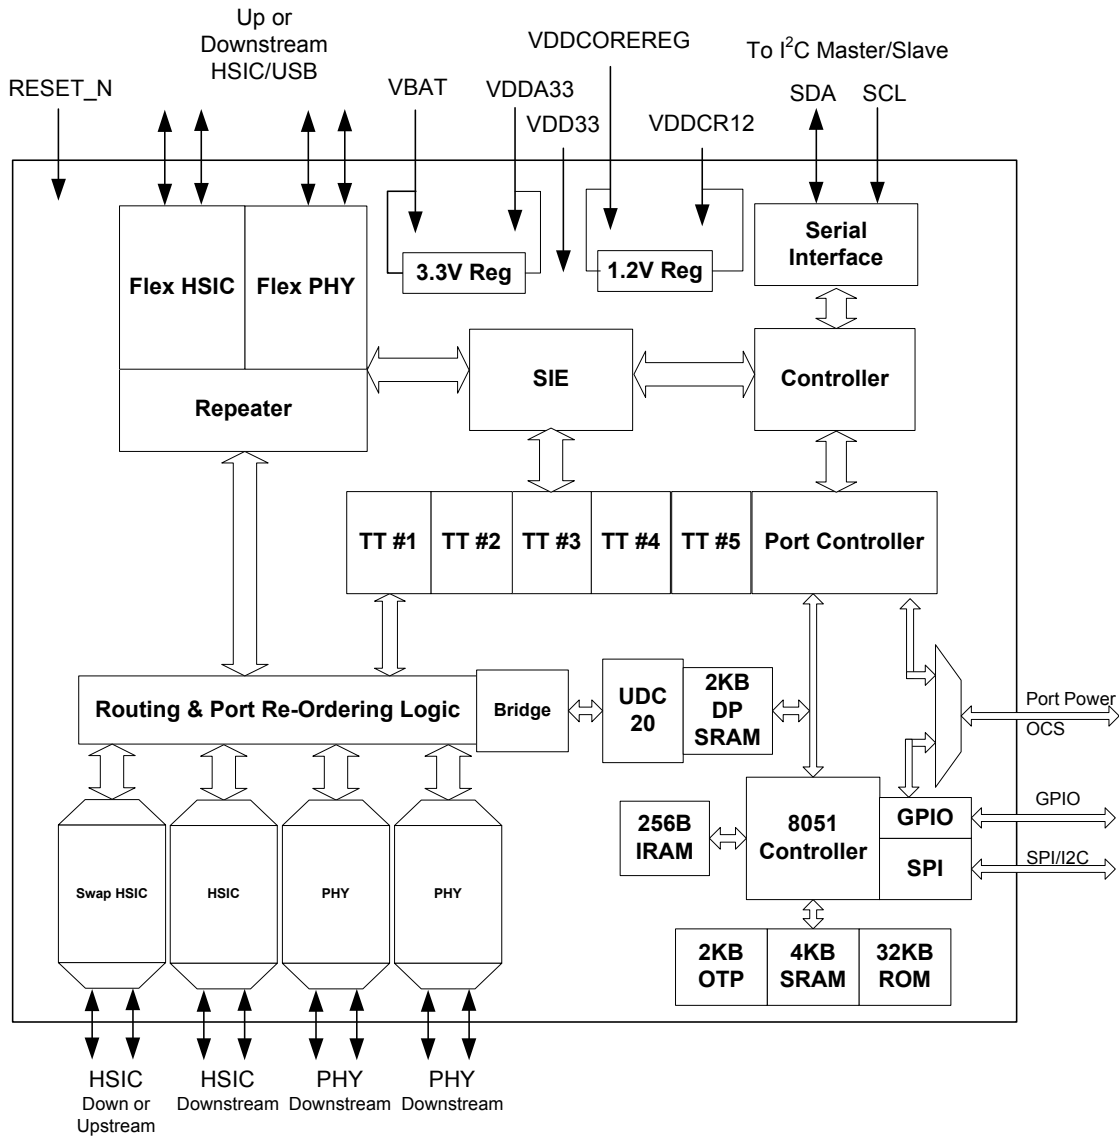 Up or
Downstream
HSIC/USB
VDDCOREREG
To I²C Master/Slave
RESET_N
VBAT
VDDA33
SDA
SCL
VDD33
VDDCR12
Flex HSIC
Flex PHY
3.3V Reg
1.2V Reg
Serial
Interface
Repeater
SIE
Controller
TT #1
TT #2
TT #3
TT #4
TT #5
Port Controller
Routing & Port Re-Ordering Logic
Bridge
UDC
20
2KB
DP
SRAM
Port Power
OCS
256B
IRAM
8051
Controller
GPIO
GPIO
SPI
SPI/I2C
Swap HSIC
HSIC
PHY
PHY
2KB
OTP
4KB
SRAM
32KB
ROM
HSIC
Down or
Upstream
HSIC
Downstream
PHY
Downstream
PHY
Downstream